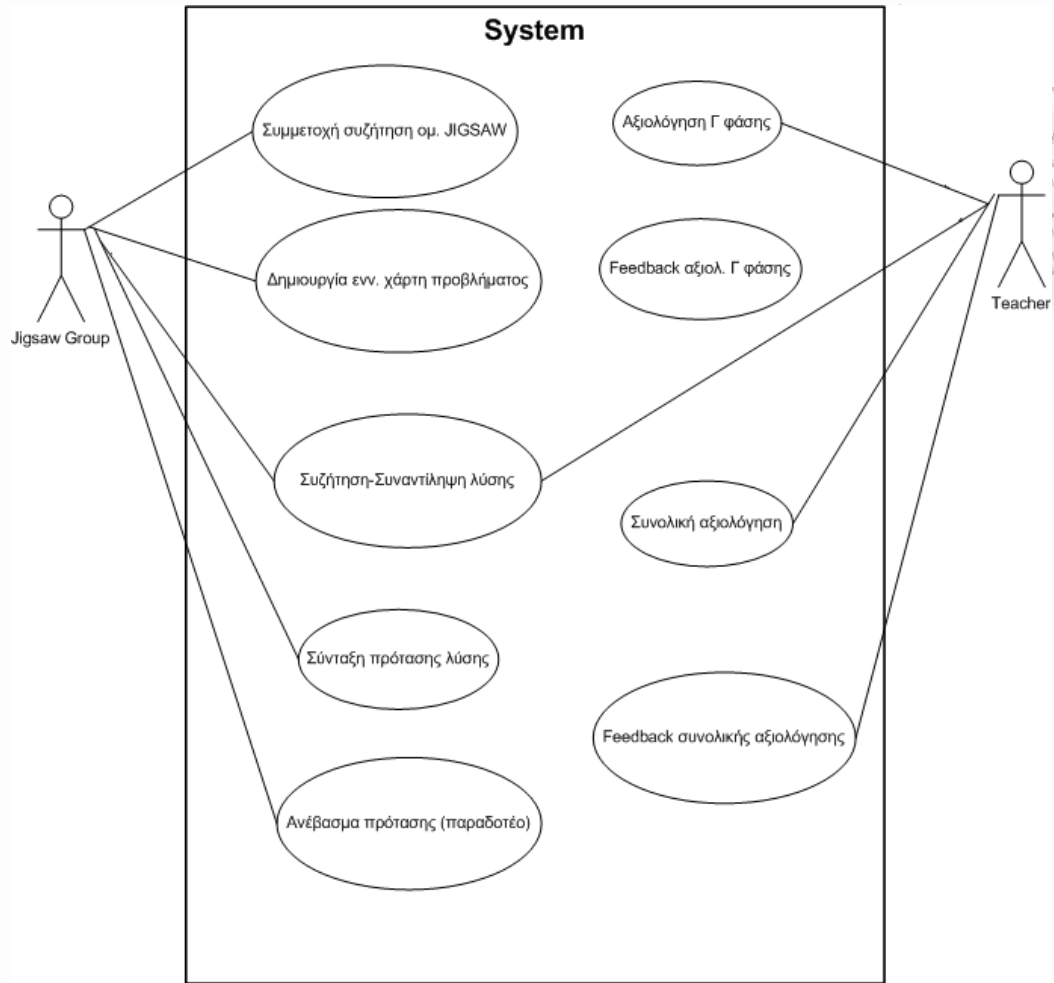 System
Συμμετοχή συζήτηση ομ. JIGSAW
Αξιολόγηση Γ φάσης
Δημιουργία ενν. χάρτη προβλήματος
Feedback αξιολ. Γ φάσης
Jigsaw Group
Teacher
Συζήτηση-Συναντίληψη λύσης
Συνολική αξιολόγηση
Σύνταξη πρότασης λύσης
Feedback συνολικής αξιολόγησης
Ανέβασμα πρότασης (παραδοτέο)